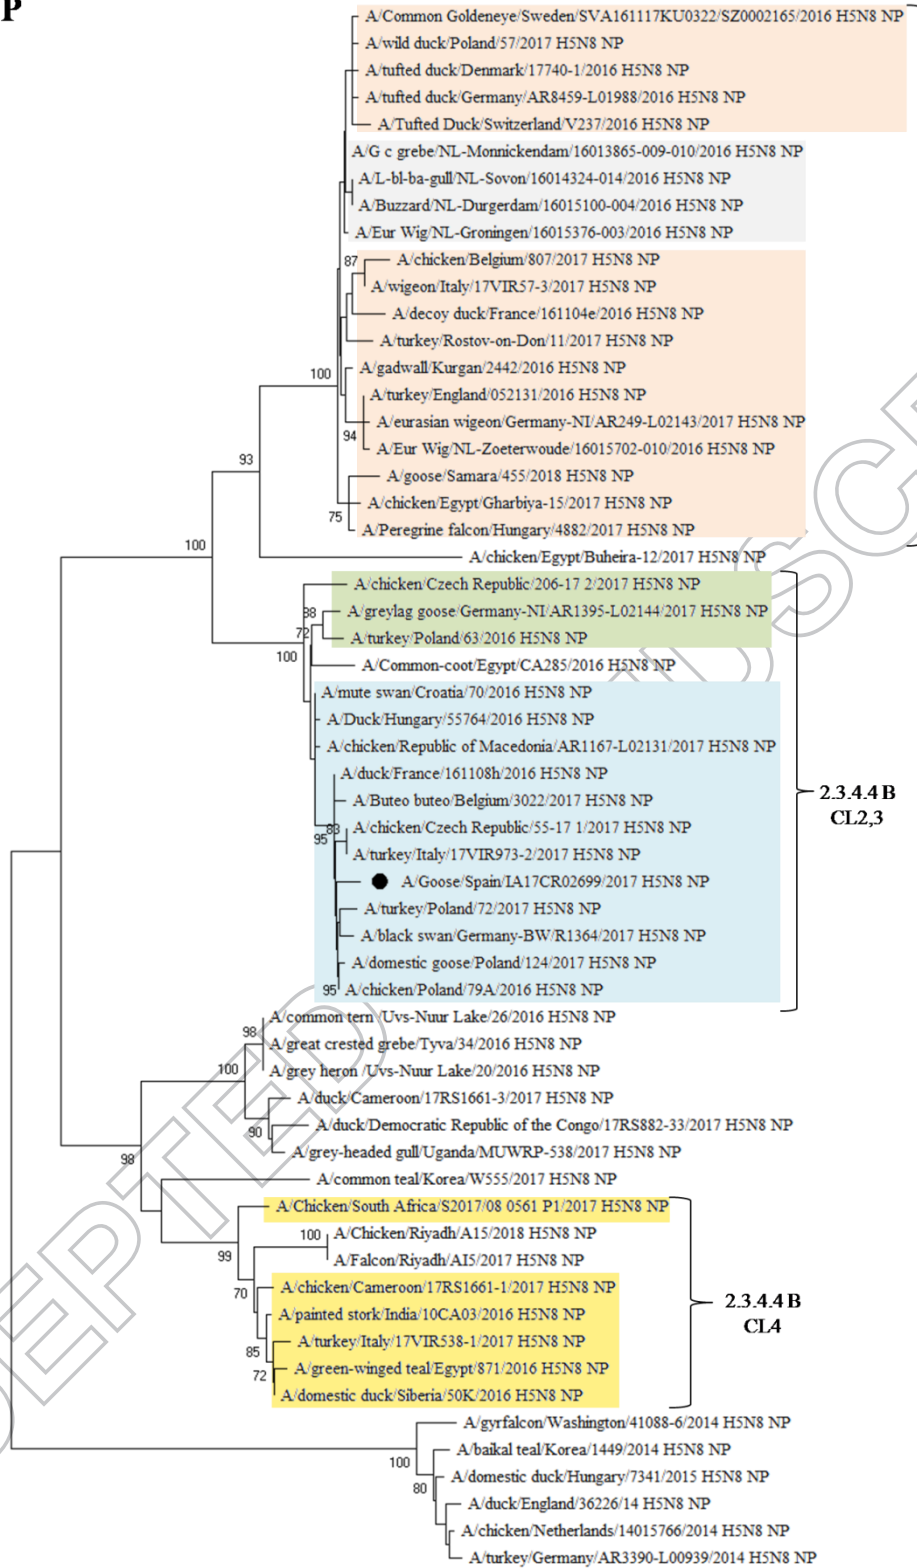 P
A/Common Goldeneye/Sweden/SVA161117KU0322/SZ0002165/2016 H5N8 NP
A/wild duck/Poland/57/2017 H5N8 NP
A/tufted duck/Denmark/17740-1/2016 H5N8 NP
A/tufted duck/Germany/AR8459-L01988/2016 H5N8 NP
A/Tufted Duck/Switzerland/V237/2016 H5N8 NP
A/G c grebe/NL-Monnickendam/16013865-009-010/2016 H5N8 NP
A/L-bl-ba-gull/NL-Sovon/16014324-014/2016 H5N8 NP
A/Buzzard/NL-Durgerdam/16015100-004/2016 H5N8 NP
A/Eur Wig/NL-Groningen/16015376-003/2016 H5N8 NP
87
A/chicken/Belgium/807/2017 H5N8 NP
A/wigeon/Italy/17VIR57-3/2017 H5N8 NP
A/decoy duck/France/161104e/2016 H5N8 NP
A/turkey/Rostov-on-Don/11/2017 H5N8 NP
100
A/gadwall/Kurgan/2442/2016 H5N8 NP
A/turkey/England/052131/2016 H5N8 NP
A/eurasian wigeon/Germany-NI/AR249-L02143/2017 H5N8 NP
94
A/Eur Wig/NL-Zoeterwoude/16015702-010/2016 H5N8 NP
93
A/goose/Samara/455/2018 H5N8 NP
A/chicken/Egypt/Gharbiya-15/2017 H5N8 NP
75
A/Peregrine falcon/Hungary/4882/2017 H5N8 NP
100
A/chicken/Egypt/Buheira-12/2017 H5N8 NP
A/chicken/Czech Republic/206-17 2/2017 H5N8 NP
88
A/greylag goose/Germany-NI/AR1395-L02144/2017 H5N8 NP
72
A/turkey/Poland/63/2016 H5N8 NP
100
A/Common-coot/Egypt/CA285/2016 H5N8 NP
A/mute swan/Croatia/70/2016 H5N8 NP
A/Duck/Hungary/55764/2016 H5N8 NP
A/chicken/Republic of Macedonia/AR1167-L02131/2017 H5N8 NP
A/duck/France/161108h/2016 H5N8 NP
A/Buteo buteo/Belgium/3022/2017 H5N8 NP
2.3.4.4 B
CL2,3
95
83
A/chicken/Czech Republic/55-17 1/2017 H5N8 NP
A/turkey/Italy/17VIR973-2/2017 H5N8 NP
A/Goose/Spain/IA17CR02699/2017 H5N8 NP
A/turkey/Poland/72/2017 H5N8 NP
A/black swan/Germany-BW/R1364/2017 H5N8 NP
A/domestic goose/Poland/124/2017 H5N8 NP
95
A/chicken/Poland/79A/2016 H5N8 NP
A/common tern /Uvs-Nuur Lake/26/2016 H5N8 NP
98
A/great crested grebe/Tyva/34/2016 H5N8 NP
100
A/grey heron /Uvs-Nuur Lake/20/2016 H5N8 NP
A/duck/Cameroon/17RS1661-3/2017 H5N8 NP
90
A/duck/Democratic Republic of the Congo/17RS882-33/2017 H5N8 NP
98
A/grey-headed gull/Uganda/MUWRP-538/2017 H5N8 NP
A/common teal/Korea/W555/2017 H5N8 NP
A/Chicken/South Africa/S2017/08 0561 P1/2017 H5N8 NP
100
A/Chicken/Riyadh/A15/2018 H5N8 NP
99
A/Falcon/Riyadh/AI5/2017 H5N8 NP
70
A/chicken/Cameroon/17RS1661-1/2017 H5N8 NP
2.3.4.4 B
CL4
A/painted stork/India/10CA03/2016 H5N8 NP
A/turkey/Italy/17VIR538-1/2017 H5N8 NP
85
A/green-winged teal/Egypt/871/2016 H5N8 NP
72
A/domestic duck/Siberia/50K/2016 H5N8 NP
A/gyrfalcon/Washington/41088-6/2014 H5N8 NP
A/baikal teal/Korea/1449/2014 H5N8 NP
100
A/domestic duck/Hungary/7341/2015 H5N8 NP
80
A/duck/England/36226/14 H5N8 NP
A/chicken/Netherlands/14015766/2014 H5N8 NP
A/turkey/Germany/AR3390-L00939/2014 H5N8 NP